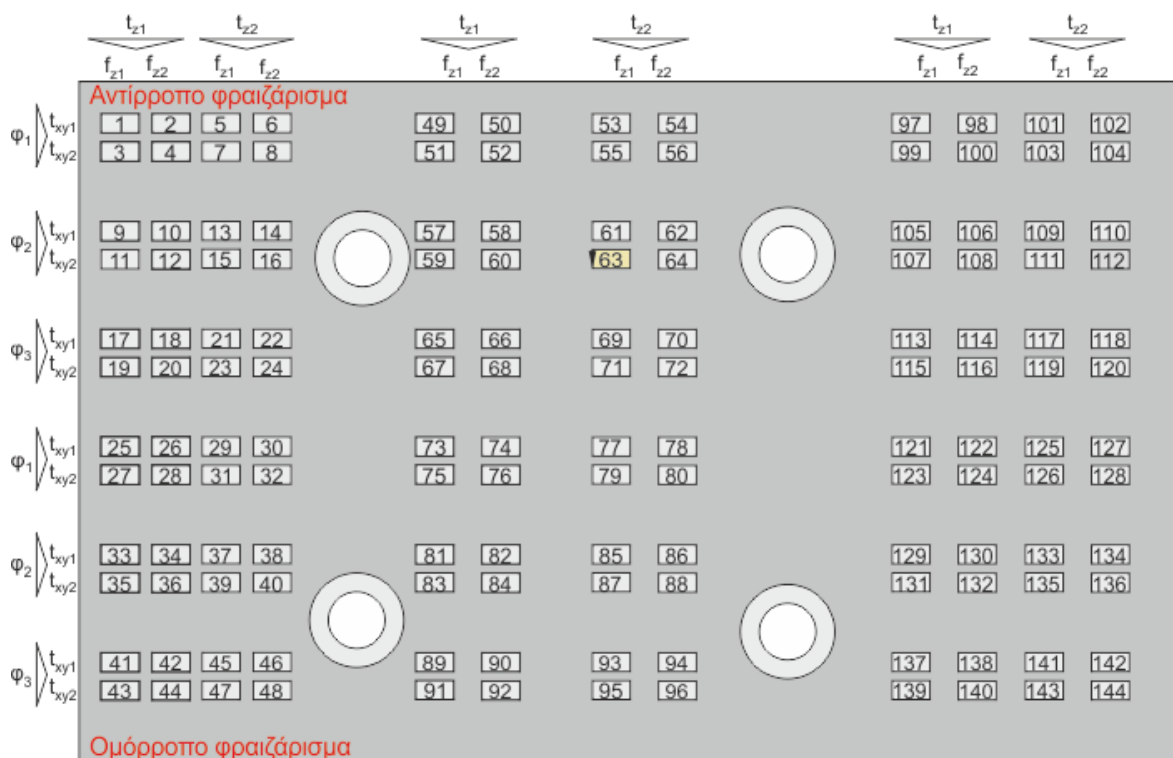 t_z1 t_z2 t_z1 t_z2 t_z1 t_z2
f_z1 f_z2 f_z1 f_z2 f_z1 f_z2 f_z1 f_z2 f_z1 f_z2 f_z1 f_z2
Αντίρροπο φραιζάρισμα
φ_1 t_xy1 1 2 5 6 49 50 53 54 97 98 101 102
t_xy2 3 4 7 8 51 52 55 56 99 100 103 104
φ_2 t_xy1 9 10 13 14 57 58 61 62 105 106 109 110
t_xy2 11 12 15 16 59 60 63 64 107 108 111 112
φ_3 t_xy1 17 18 21 22 65 66 69 70 113 114 117 118
t_xy2 19 20 23 24 67 68 71 72 115 116 119 120
φ_1 t_xy1 25 26 29 30 73 74 77 78 121 122 125 127
t_xy2 27 28 31 32 75 76 79 80 123 124 126 128
φ_2 t_xy1 33 34 37 38 81 82 85 86 129 130 133 134
t_xy2 35 36 39 40 83 84 87 88 131 132 135 136
φ_3 t_xy1 41 42 45 46 89 90 93 94 137 138 141 142
t_xy2 43 44 47 48 91 92 95 96 139 140 143 144
Ομόρροπο φραιζάρισμα